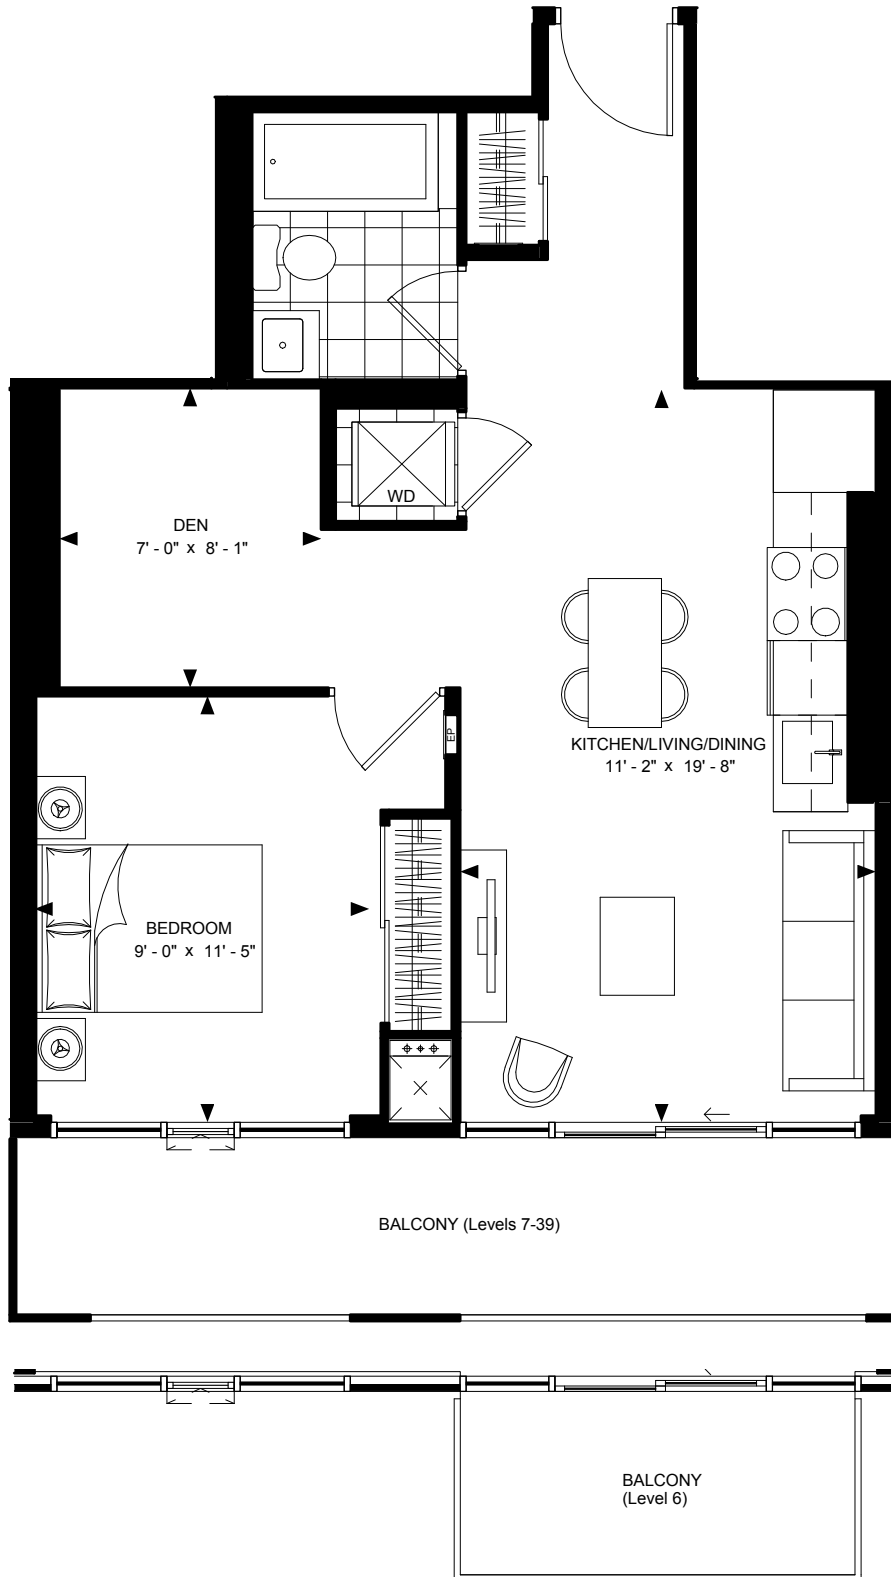 WD
DEN
7' - 0" x 8' - 1"
EP
KITCHEN/LIVING/DINING
11' - 2" x 19' - 8"
BEDROOM
9' - 0" x 11' - 5"
BALCONY (Levels 7-39)
BALCONY
(Level 6)